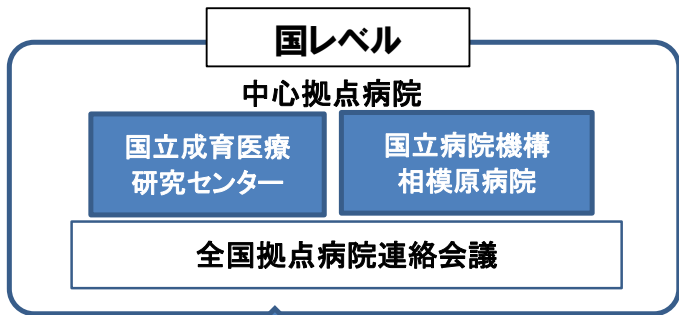 国レベル
中心拠点病院
国立成育医療
研究センター
国立病院機構
相模原病院
全国拠点病院連絡会議